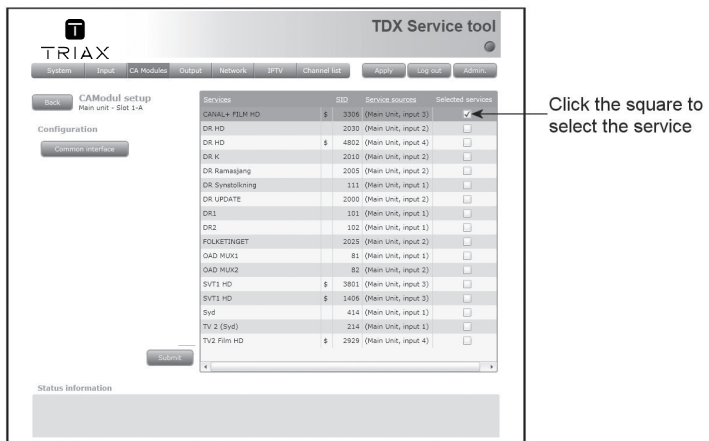 TDX Service tool
TRIAX
System Input CA Modules Output Network IPTV Channel list Apply Log out Admin.
Back CAModul setup
Main unit - Slot 1-A
Configuration
Common interface
Services SID Service sources Selected services
CANAL+ FILM HD $ 3306 (Main Unit, input 3)
DR HD 2030 (Main Unit, input 2)
DR HD $ 4802 (Main Unit, input 4)
DR K 2010 (Main Unit, input 2)
DR Ramasjang 2005 (Main Unit, input 2)
DR Synstolkning 111 (Main Unit, input 1)
DR UPDATE 2000 (Main Unit, input 2)
DR1 101 (Main Unit, input 1)
DR2 102 (Main Unit, input 1)
FOLKETINGET 2025 (Main Unit, input 2)
OAD MUX1 81 (Main Unit, input 1)
OAD MUX2 82 (Main Unit, input 2)
SVT1 HD $ 3801 (Main Unit, input 3)
SVT1 HD $ 1406 (Main Unit, input 3)
Syd 414 (Main Unit, input 1)
TV 2 (Syd) 214 (Main Unit, input 1)
TV2 Film HD $ 2929 (Main Unit, input 4)
Submit
Status information
Click the square to
select the service